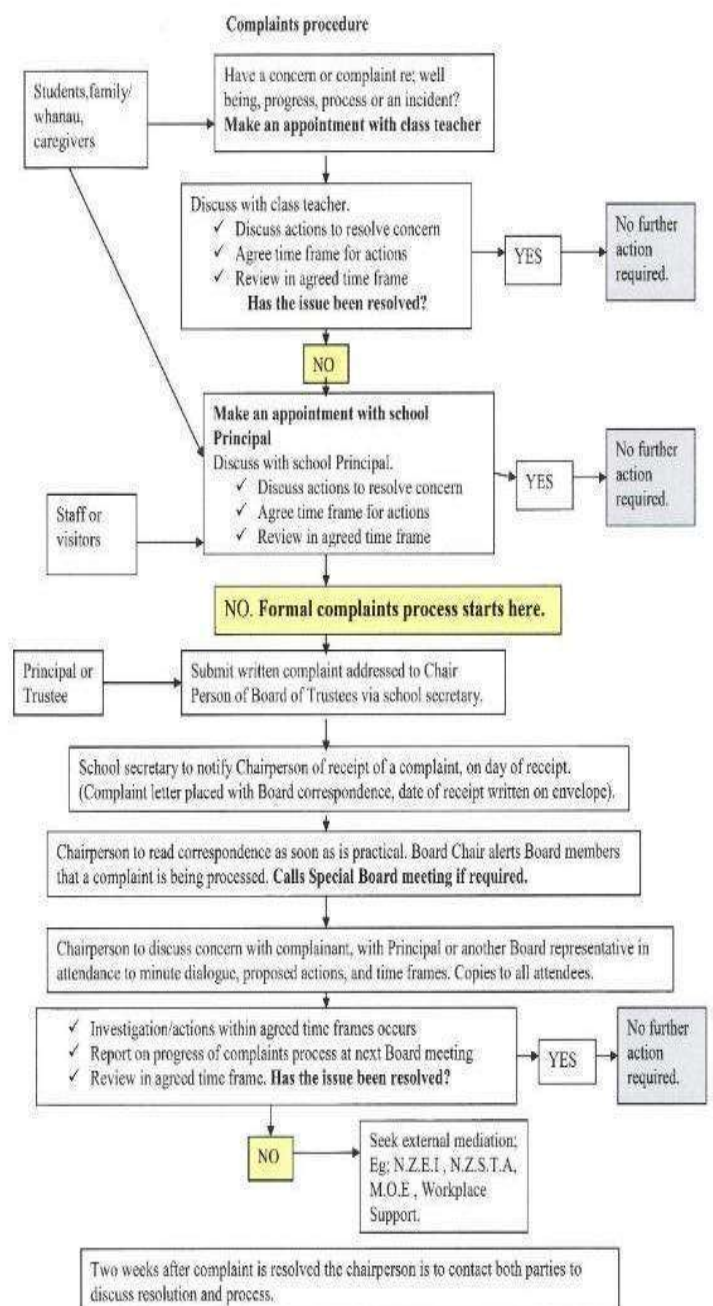 Complaints procedure
Have a concern or complaint re; well
being, progress, process or an incident?
Make an appointment with class teacher
Students,family/
whanau,
caregivers
Discuss with class teacher.
✓ Discuss actions to resolve concern
✓ Agree time frame for actions
✓ Review in agreed time frame
Has the issue been resolved?
YES
No further
action
required.
NO
Make an appointment with school
Principal
Discuss with school Principal.
✓ Discuss actions to resolve concern
✓ Agree time frame for actions
✓ Review in agreed time frame
YES
No further
action
required.
Staff or
visitors
NO. Formal complaints process starts here.
Principal or
Trustee
Submit written complaint addressed to Chair
Person of Board of Trustees via school secretary.
School secretary to notify Chairperson of receipt of a complaint, on day of receipt.
(Complaint letter placed with Board correspondence, date of receipt written on envelope).
Chairperson to read correspondence as soon as is practical. Board Chair alerts Board members
that a complaint is being processed. Calls Special Board meeting if required.
Chairperson to discuss concern with complainant, with Principal or another Board representative in
attendance to minute dialogue, proposed actions, and time frames. Copies to all attendees.
✓ Investigation/actions within agreed time frames occurs
✓ Report on progress of complaints process at next Board meeting
✓ Review in agreed time frame. Has the issue been resolved?
YES
No further
action
required.
NO
Seek external mediation;
Eg; N.Z.E.I , N.Z.S.T.A,
M.O.E , Workplace
Support.
Two weeks after complaint is resolved the chairperson is to contact both parties to
discuss resolution and process.